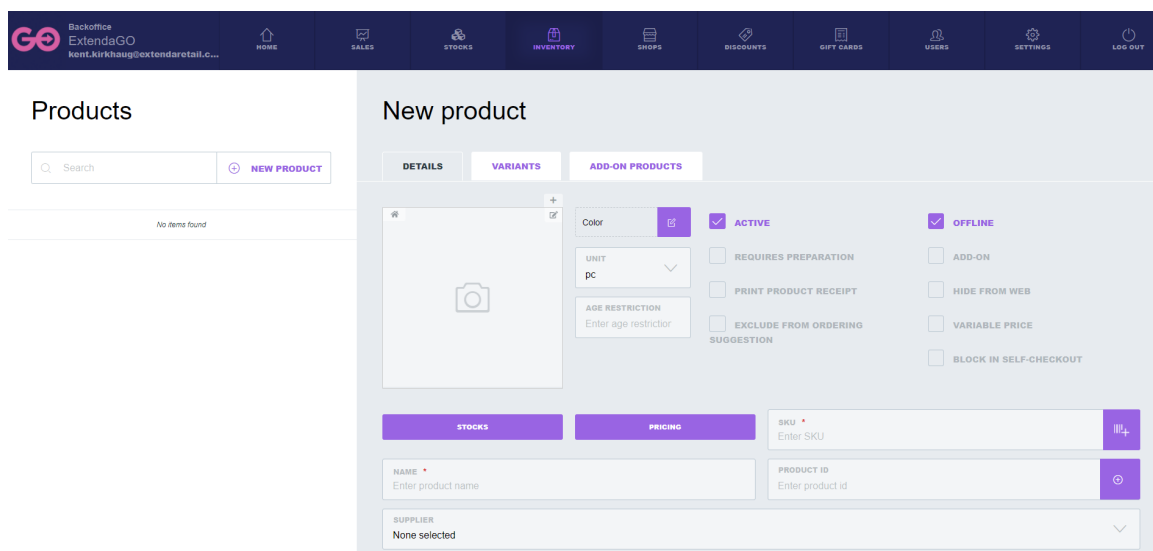 GO
Backoffice
ExtendaGO
kent.kirkhaug@extendaretail.c...
HOME
SALES
STOCKS
INVENTORY
SHOPS
DISCOUNTS
GIFT CARDS
USERS
SETTINGS
LOG OUT
Products
Search
NEW PRODUCT
No items found
New product
DETAILS
VARIANTS
ADD-ON PRODUCTS
Color
UNIT
pc
AGE RESTRICTION
Enter age restriction
ACTIVE
REQUIRES PREPARATION
PRINT PRODUCT RECEIPT
EXCLUDE FROM ORDERING
SUGGESTION
OFFLINE
ADD-ON
HIDE FROM WEB
VARIABLE PRICE
BLOCK IN SELF-CHECKOUT
STOCKS
PRICING
SKU *
Enter SKU
NAME *
Enter product name
PRODUCT ID
Enter product id
SUPPLIER
None selected